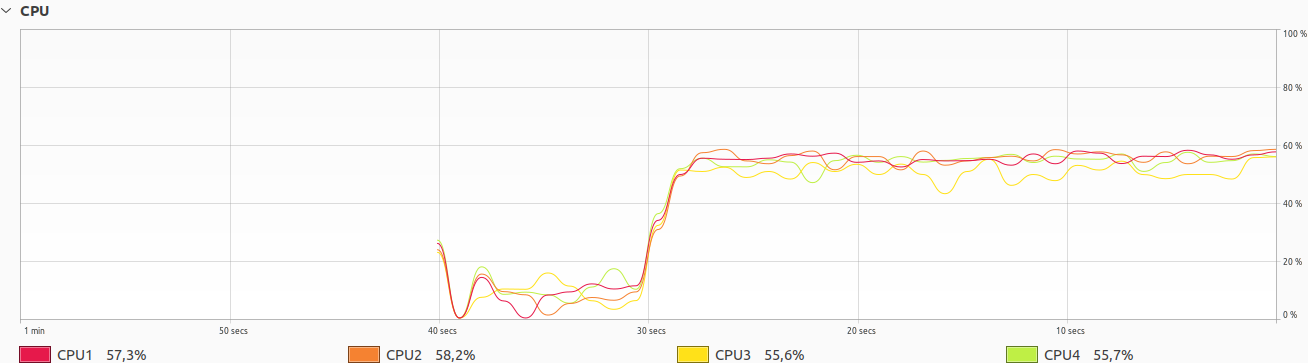 CPU
100 %
80 %
60 %
40 %
20 %
0 %
1 min 50 secs 40 secs 30 secs 20 secs 10 secs
CPU1 57,3% CPU2 58,2% CPU3 55,6% CPU4 55,7%